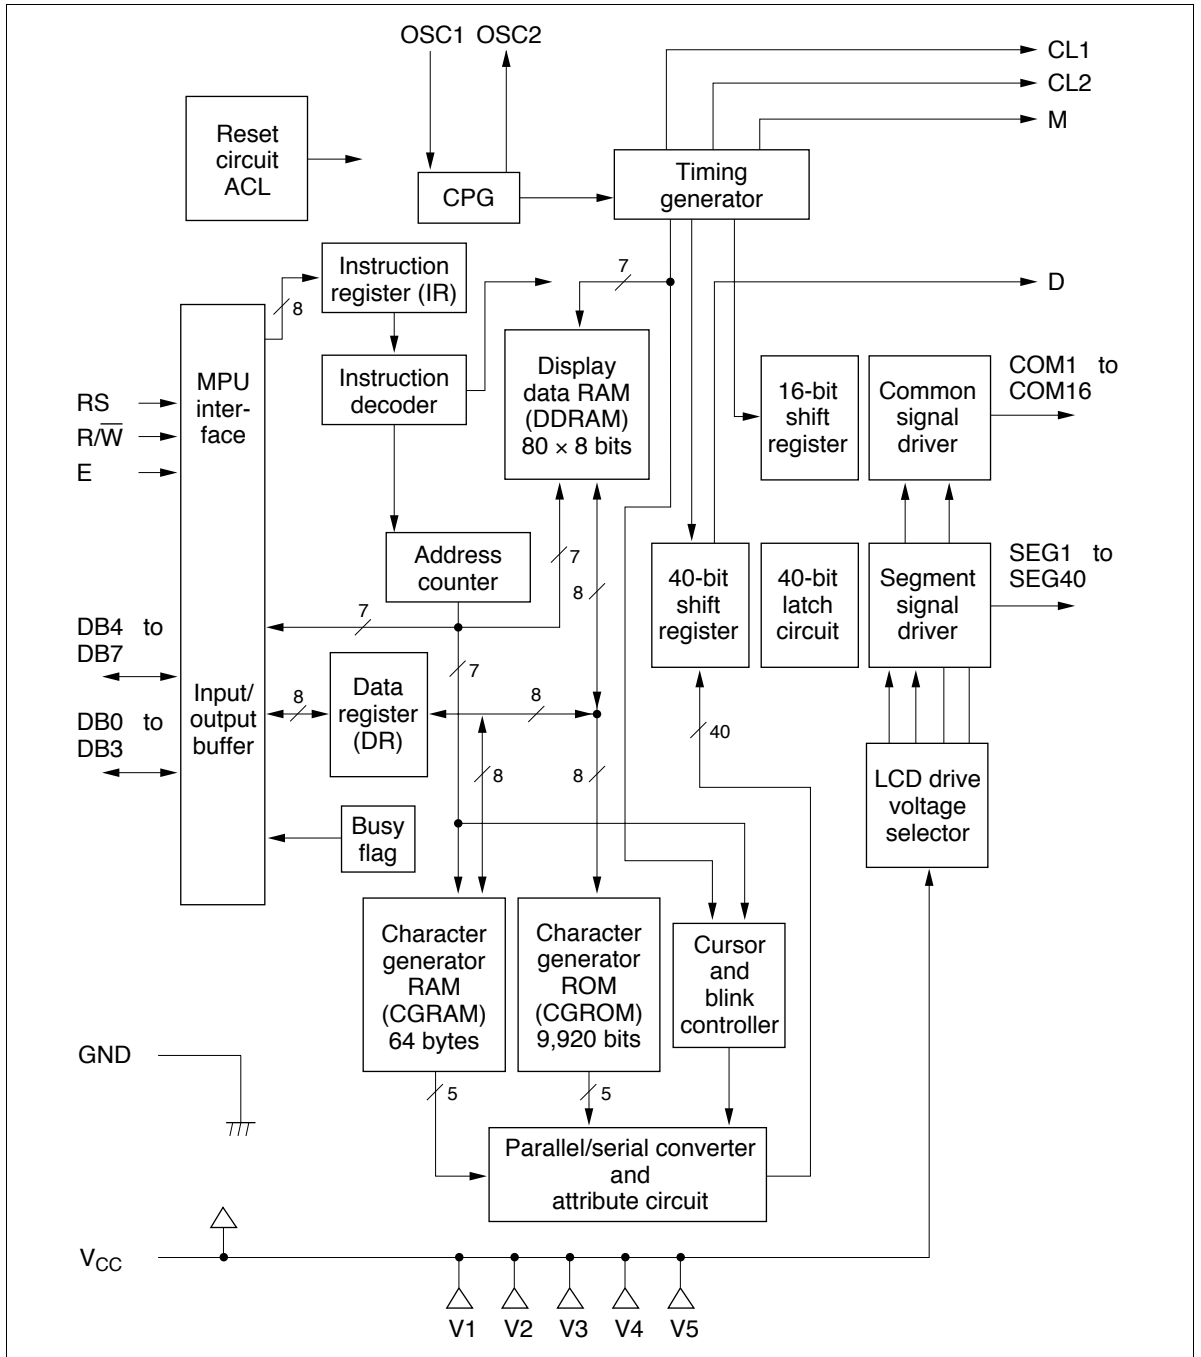 OSC1 OSC2
CL1
CL2
M
Reset
circuit
ACL
CPG
Timing
generator
Instruction
register (IR)
8
7
D
MPU
inter-
face
Instruction
decoder
Display
data RAM
(DDRAM)
80 × 8 bits
16-bit
shift
register
Common
signal
driver
COM1 to
COM16
RS
R/W̅
E
Address
counter
7
8
40-bit
shift
register
40-bit
latch
circuit
Segment
signal
driver
SEG1 to
SEG40
7
DB4 to
DB7
7
Input/
output
buffer
8
Data
register
(DR)
8
DB0 to
DB3
8
8
40
LCD drive
voltage
selector
Busy
flag
Character
generator
RAM
(CGRAM)
64 bytes
Character
generator
ROM
(CGROM)
9,920 bits
Cursor
and
blink
controller
GND
5
5
Parallel/serial converter
and
attribute circuit
VCC
V1 V2 V3 V4 V5